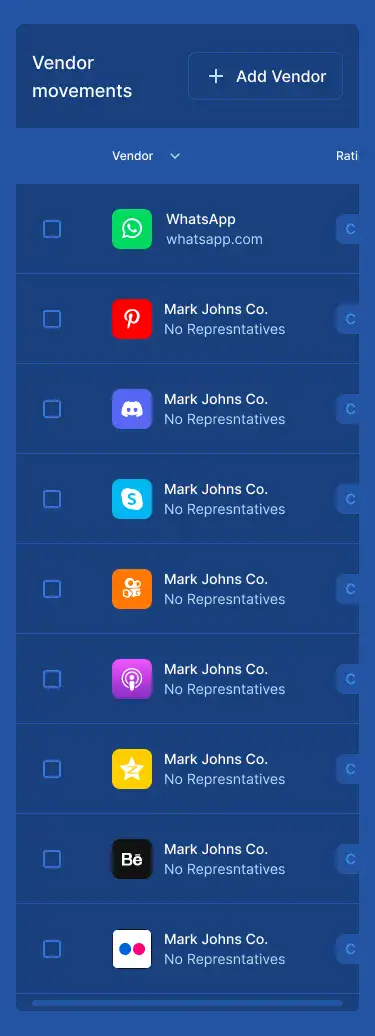 Vendor
movements
Add Vendor
Vendor
Rati
WhatsApp
whatsapp.com
C
Mark Johns Co.
No Represntatives
C
Mark Johns Co.
No Represntatives
C
Mark Johns Co.
No Represntatives
C
Mark Johns Co.
No Represntatives
C
Mark Johns Co.
No Represntatives
C
Mark Johns Co.
No Represntatives
C
Bē
Mark Johns Co.
No Represntatives
C
Mark Johns Co.
No Represntatives
C